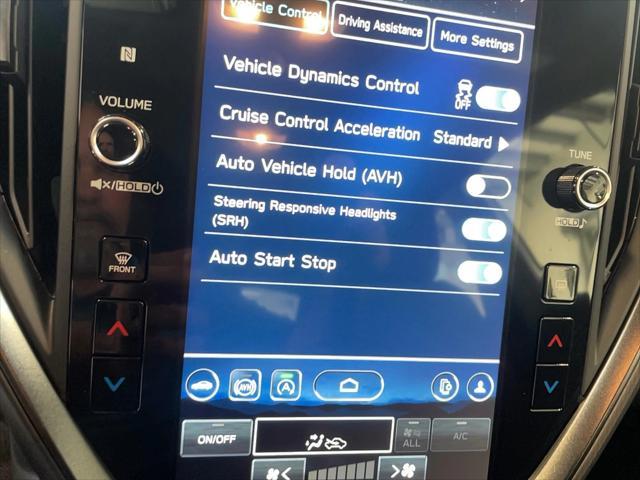 Vehicle Control
Driving Assistance
More Settings
Vehicle Dynamics Control
OFF
VOLUME
Cruise Control Acceleration Standard
TUNE
Auto Vehicle Hold (AVH)
HOLD
HOLD
Steering Responsive Headlights
(SRH)
FRONT
Auto Start Stop
AVH
A
ON/OFF
ALL
A/C